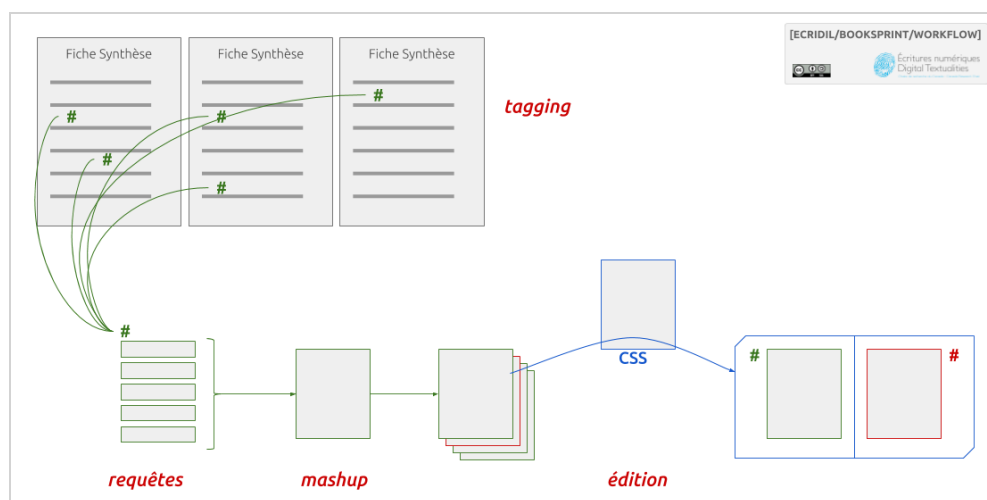 [ECRIDIL/BOOKSPRINT/WORKFLOW]
Écritures numériques
Digital Textualities
Fiche Synthèse
Fiche Synthèse
Fiche Synthèse
#
tagging
#
#
#
#
#
CSS
#
#
requêtes
mashup
édition